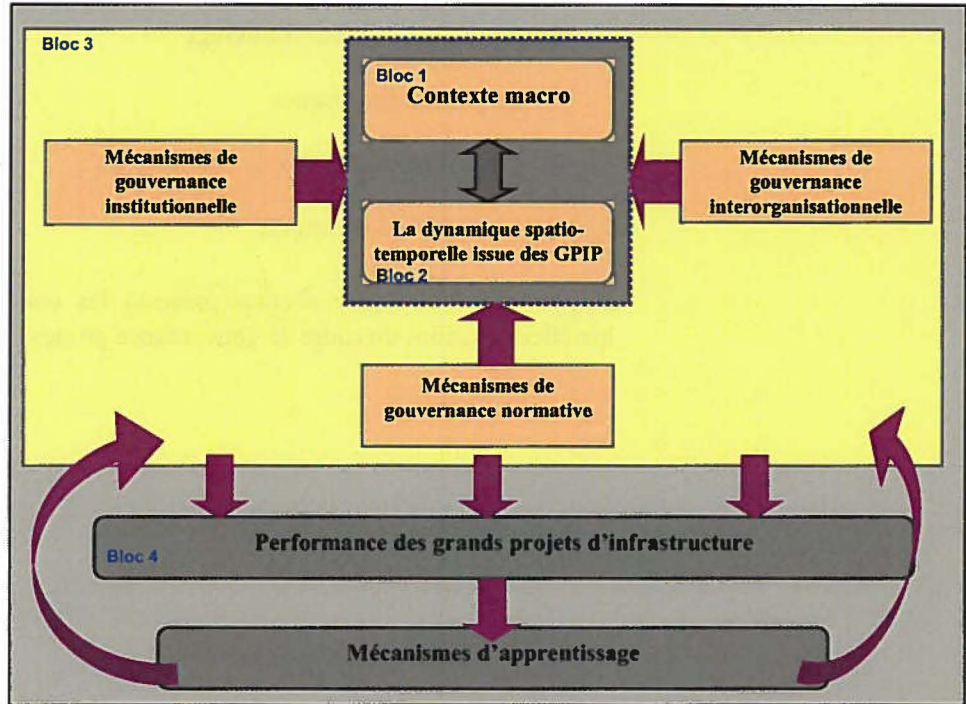 Bloc 3
Bloc 1
Contexte macro
Mécanismes de
gouvernance
institutionnelle
Mécanismes de
gouvernance
interorganisationnelle
La dynamique spatio-
temporelle issue des GPIP
Bloc 2
Mécanismes de
gouvernance normative
Performance des grands projets d'infrastructure
Bloc 4
Mécanismes d'apprentissage